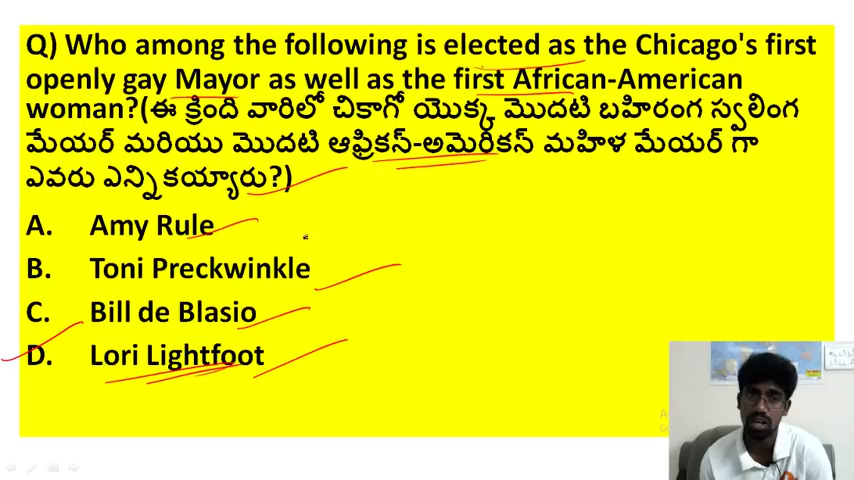 Q) Who among the following is elected as the Chicago's first
openly gay Mayor as well as the first African-American
woman?(ఈ క్రింది వారిలో చికాగో యొక్క మొదటి బహిరంగ స్వలింగ
మేయర్ మరియు మొదటి ఆఫ్రికన్-అమెరికన్ మహిళ మేయర్ గా
ఎవరు ఎన్నికయ్యారు?)
A. Amy Rule
B. Toni Preckwinkle
C. Bill de Blasio
D. Lori Lightfoot